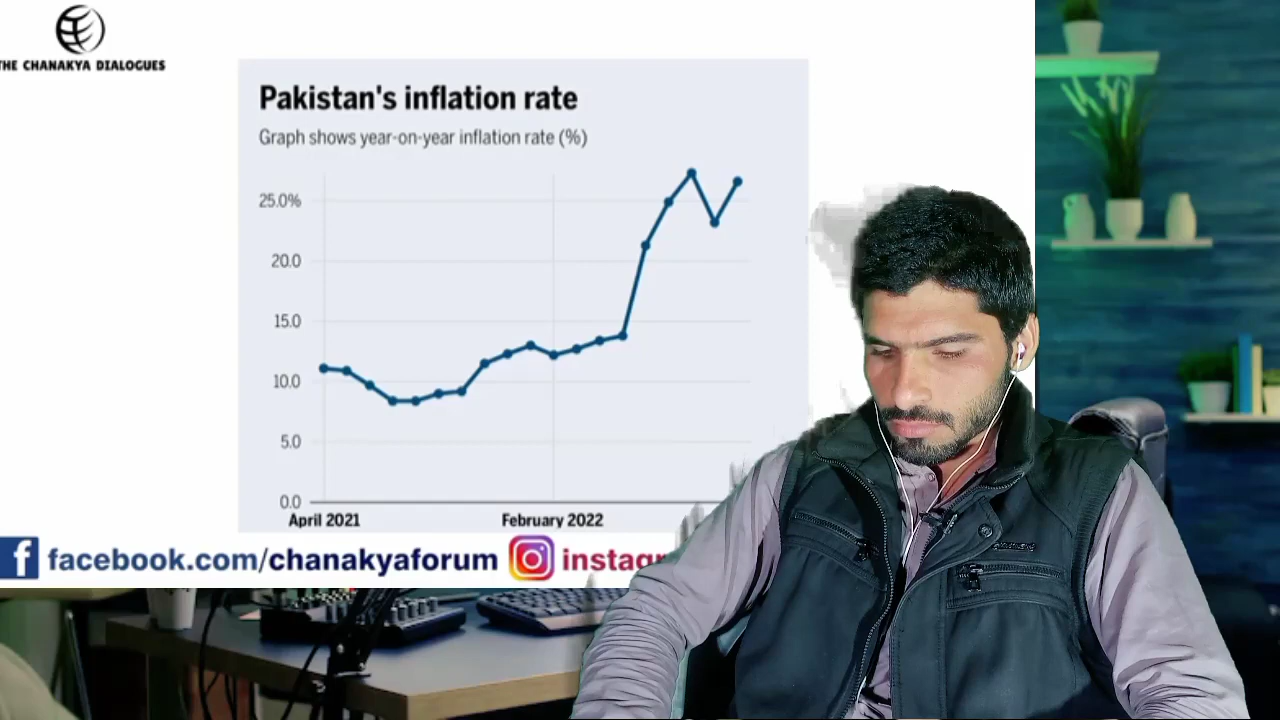 THE CHANAKYA DIALOGUES
Pakistan's inflation rate
Graph shows year-on-year inflation rate (%)
25.0%
20.0
15.0
10.0
5.0
0.0
April 2021 February 2022
facebook.com/chanakyaforum